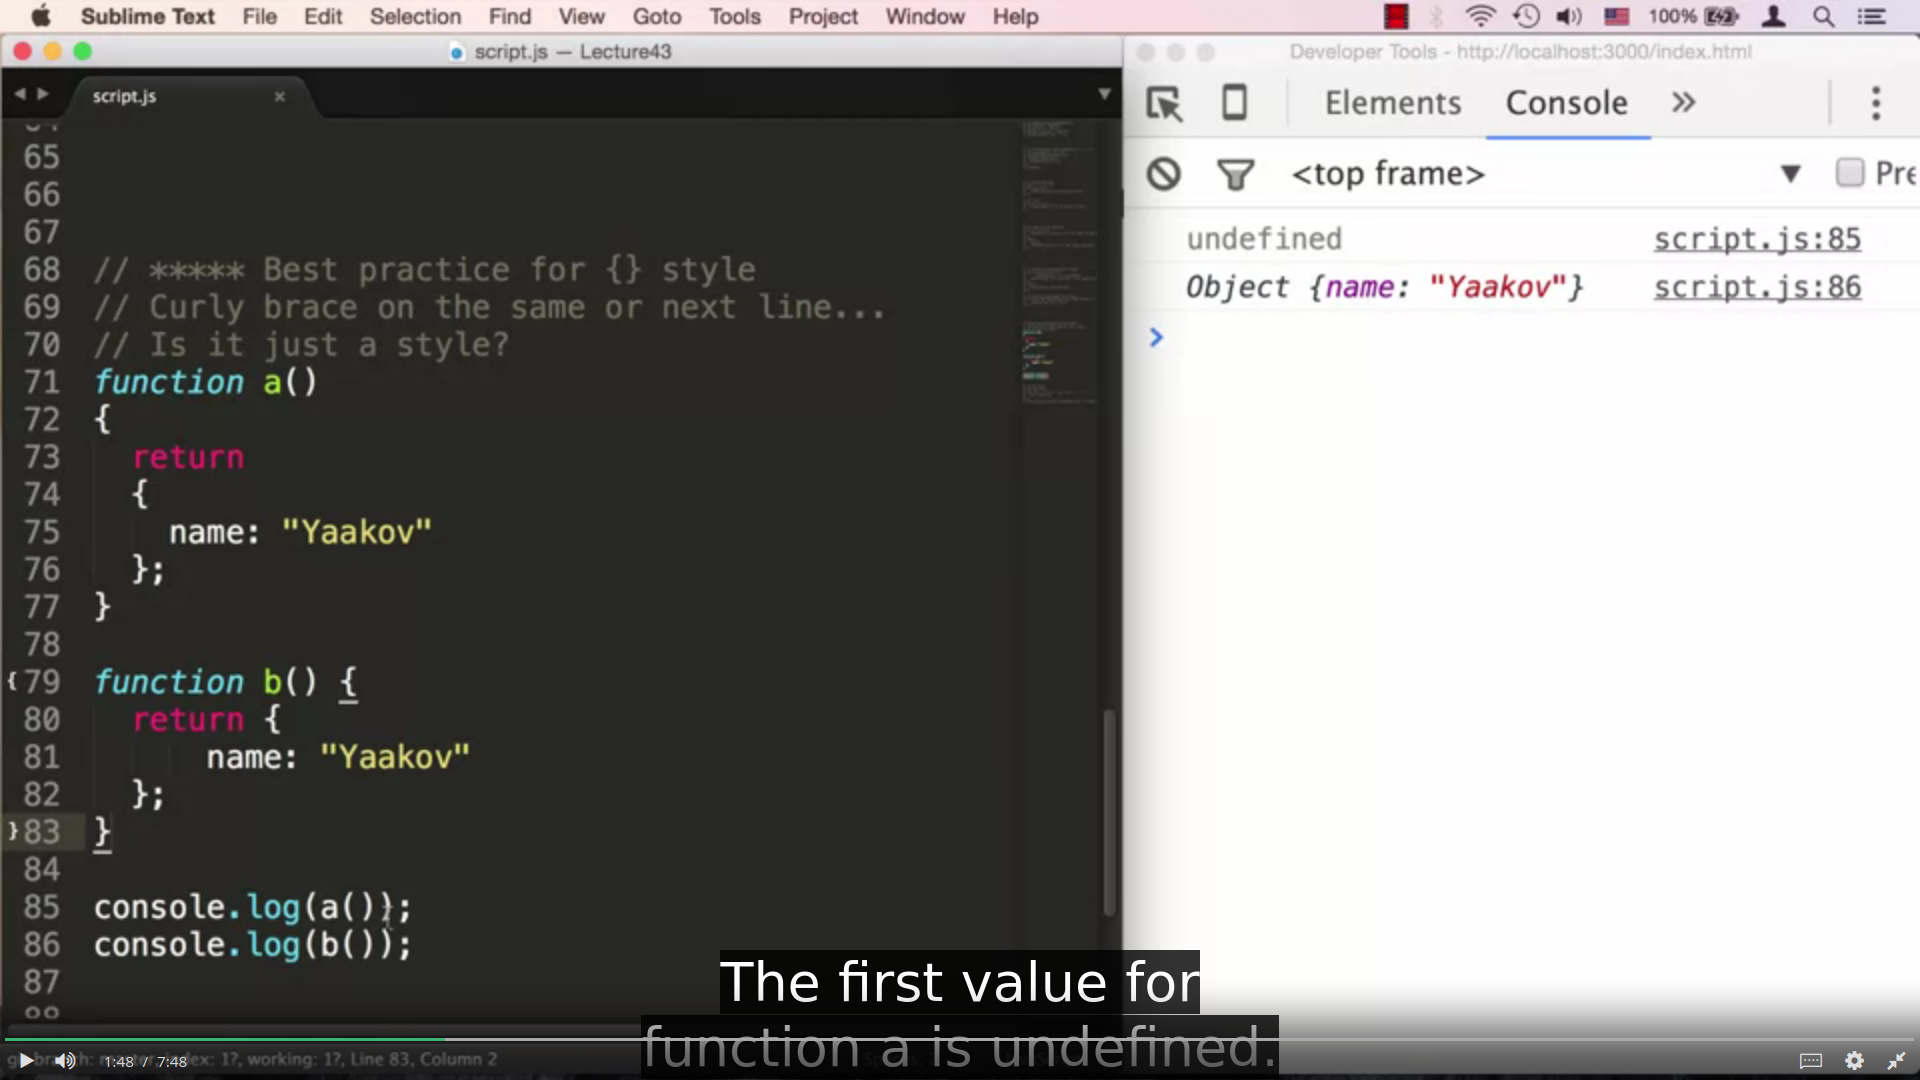 Sublime Text File Edit Selection Find View Goto Tools Project Window Help 100%
script.js — Lecture43
Developer Tools - http://localhost:3000/index.html
script.js ×
Elements Console »
<top frame> ▼ Pre
undefined script.js:85
Object {name: "Yaakov"} script.js:86
>
65
66
67
68 // ***** Best practice for {} style
69 // Curly brace on the same or next line...
70 // Is it just a style?
71 function a()
72 {
73 return
74 {
75 name: "Yaakov"
76 };
77 }
78
79 function b() {
80 return {
81 name: "Yaakov"
82 };
83 }
84
85 console.log(a());
86 console.log(b());
87
The first value for
function a is undefined.
1:48 / 7:48
index: 1?, working: 1?, Line 83, Column 2